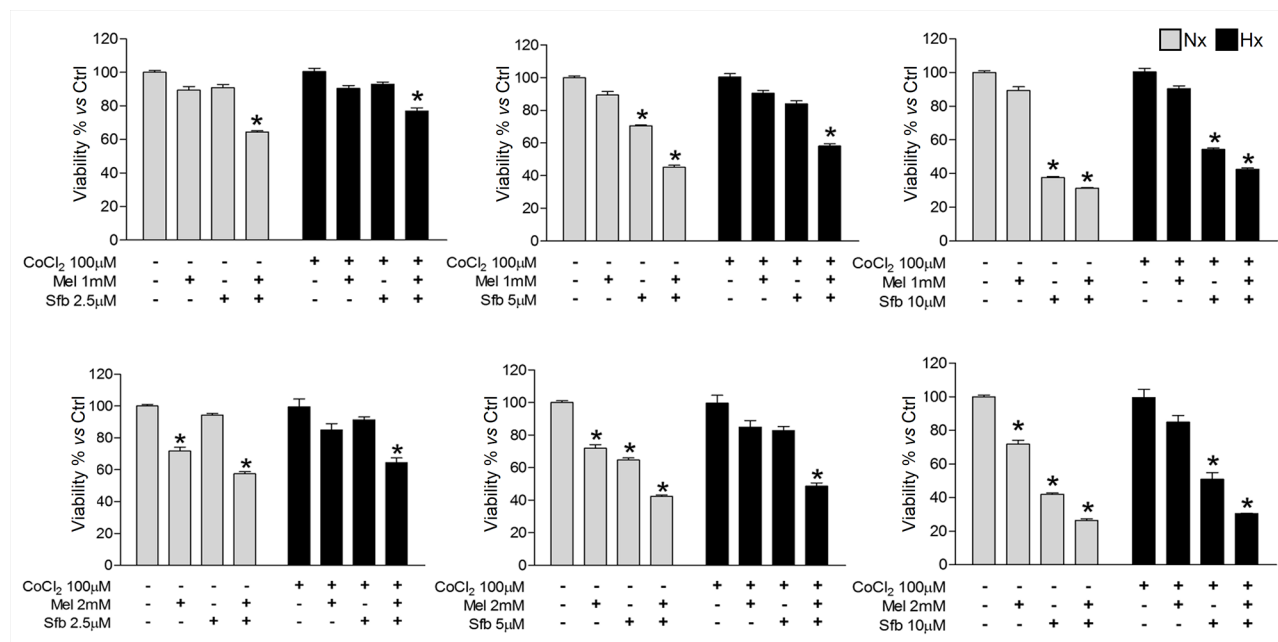 Nx Hx
Viability % vs Ctrl
120
100
80
60
40
20
0
* *
CoCl2 100µM - - - - + + + +
Mel 1mM - + - + - + - +
Sfb 2.5µM - - + + - - + +
Viability % vs Ctrl
120
100
80
60
40
20
0
* * *
CoCl2 100µM - - - - + + + +
Mel 1mM - + - + - + - +
Sfb 5µM - - + + - - + +
Viability % vs Ctrl
120
100
80
60
40
20
0
* * * *
CoCl2 100µM - - - - + + + +
Mel 1mM - + - + - + - +
Sfb 10µM - - + + - - + +
Viability % vs Ctrl
120
100
80
60
40
20
0
* * *
CoCl2 100µM - - - - + + + +
Mel 2mM - + - + - + - +
Sfb 2.5µM - - + + - - + +
Viability % vs Ctrl
120
100
80
60
40
20
0
* * * *
CoCl2 100µM - - - - + + + +
Mel 2mM - + - + - + - +
Sfb 5µM - - + + - - + +
Viability % vs Ctrl
120
100
80
60
40
20
0
* * * * *
CoCl2 100µM - - - - + + + +
Mel 2mM - + - + - + - +
Sfb 10µM - - + + - - + +